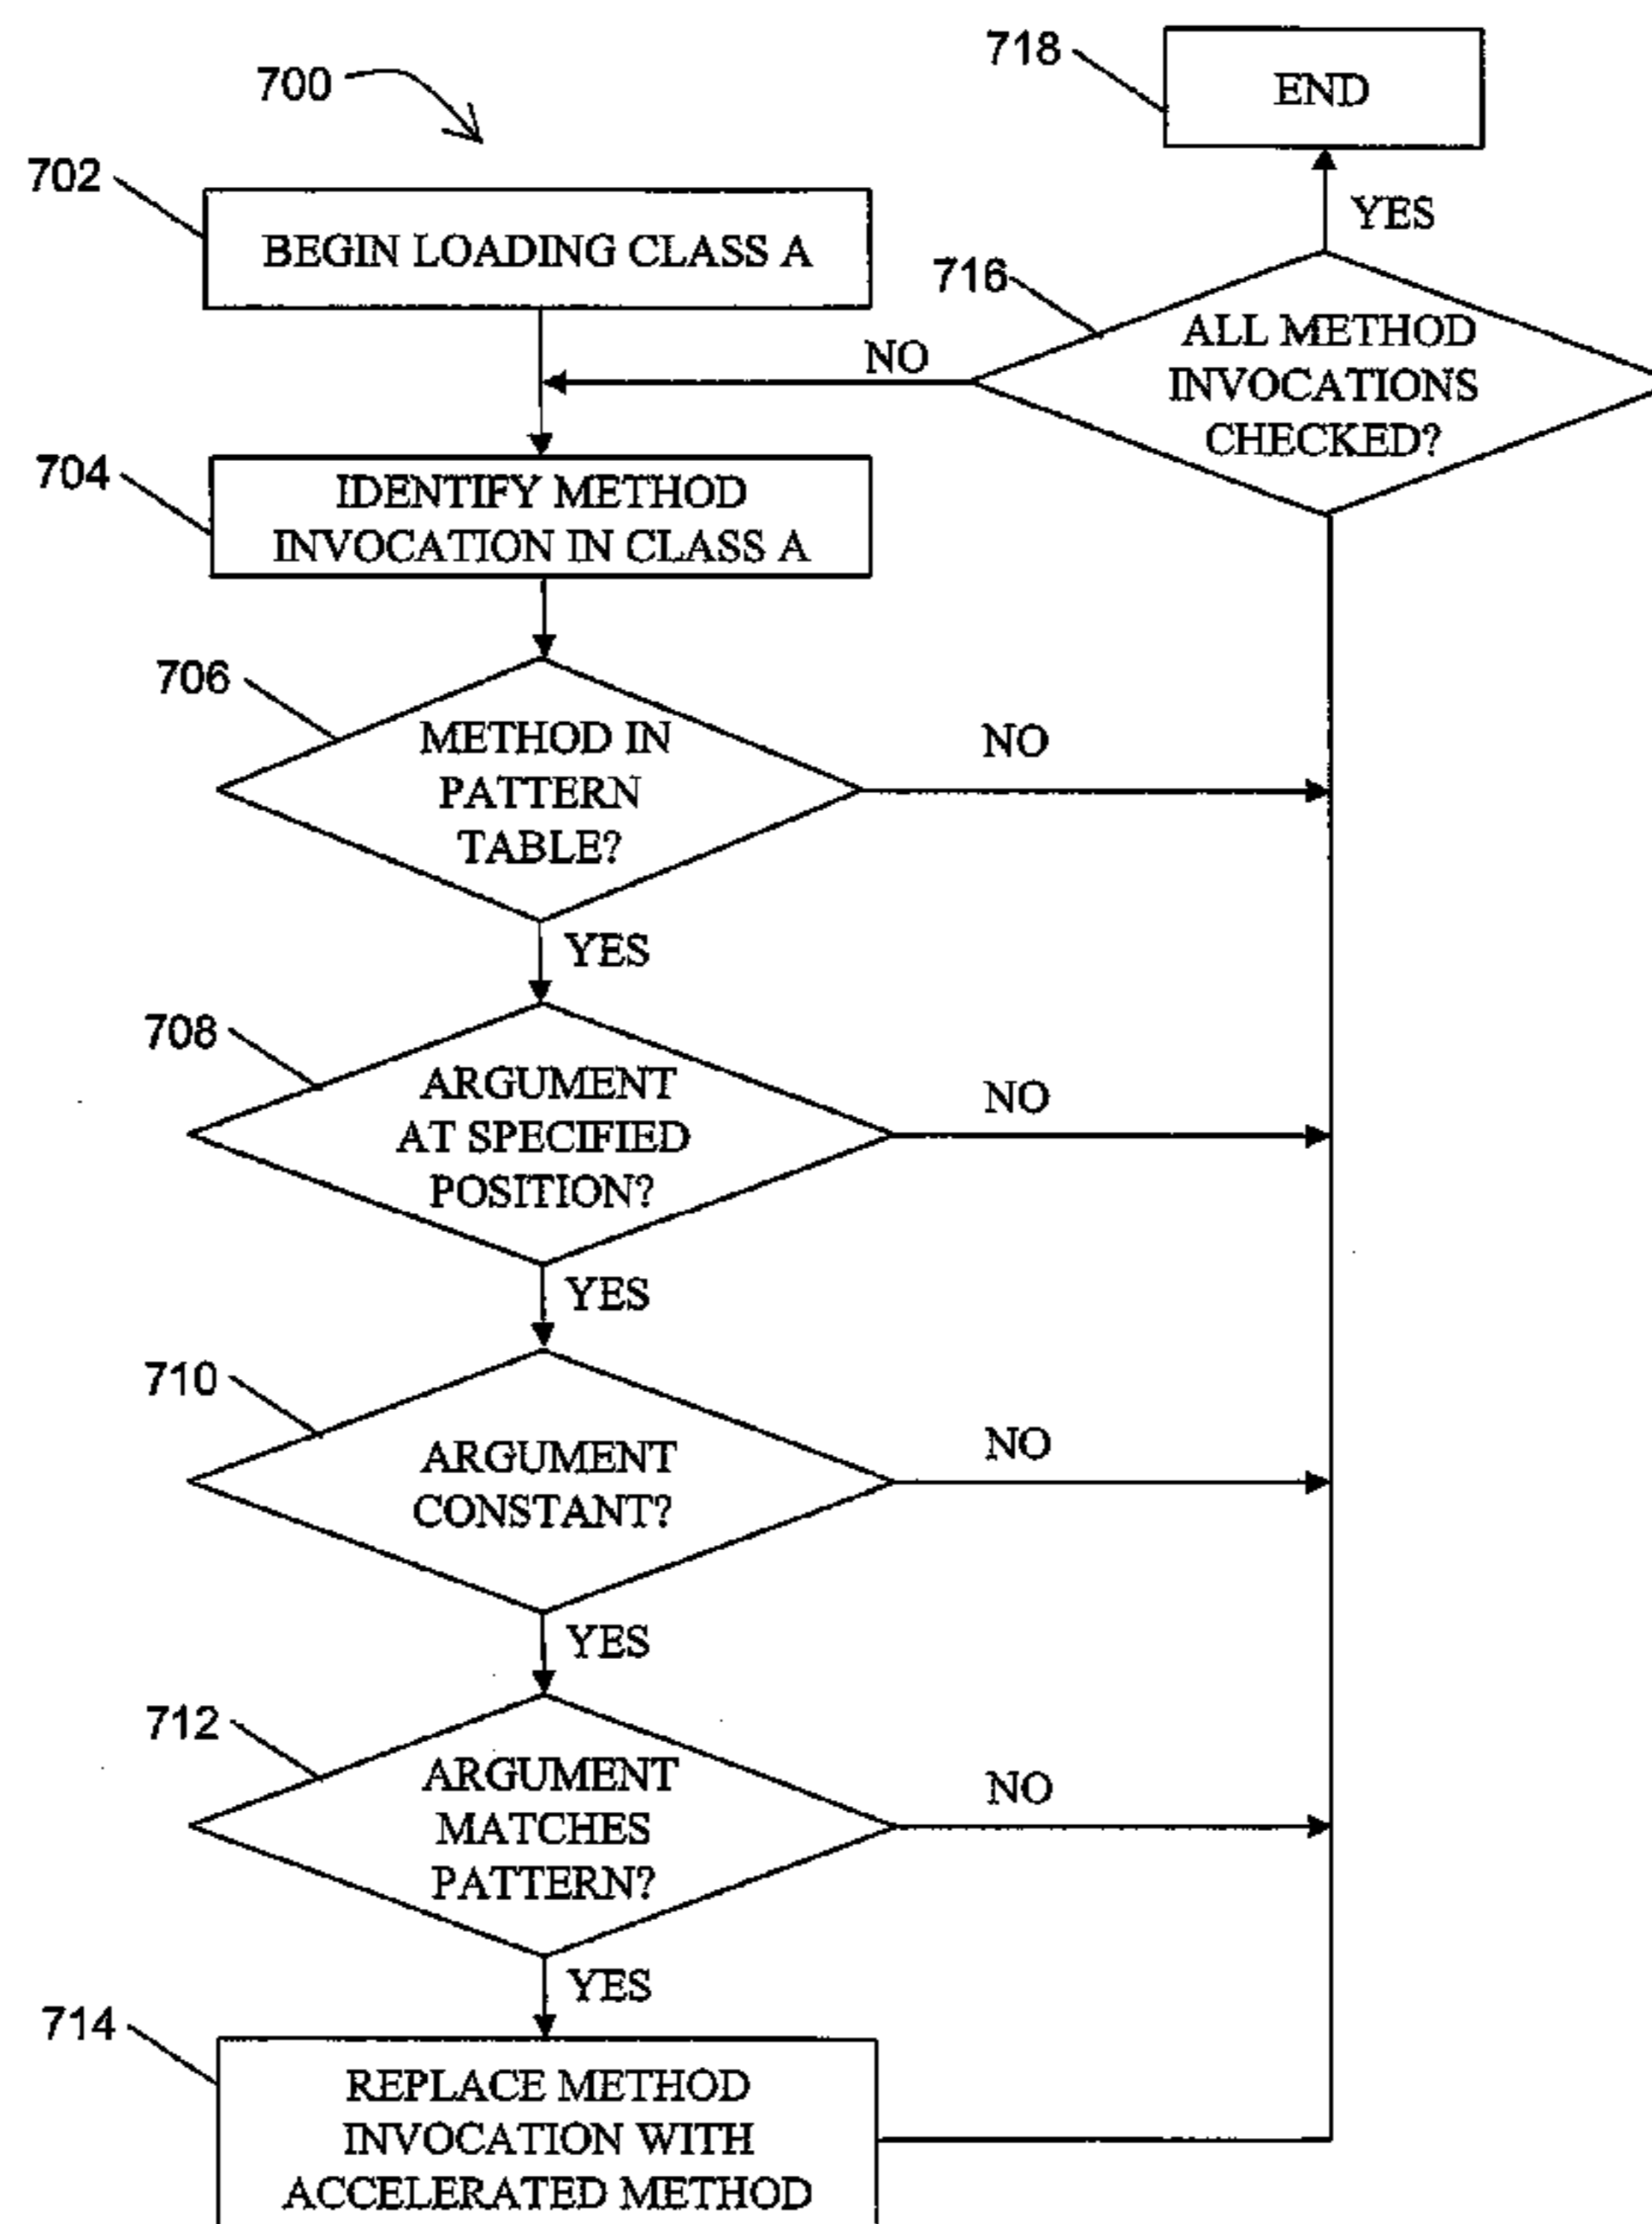 700
702
BEGIN LOADING CLASS A
704
IDENTIFY METHOD
INVOCATION IN CLASS A
706
METHOD IN
PATTERN
TABLE?
NO
YES
708
ARGUMENT
AT SPECIFIED
POSITION?
NO
YES
710
ARGUMENT
CONSTANT?
NO
YES
712
ARGUMENT
MATCHES
PATTERN?
NO
YES
714
REPLACE METHOD
INVOCATION WITH
ACCELERATED METHOD
716
ALL METHOD
INVOCATIONS
CHECKED?
NO
YES
718
END